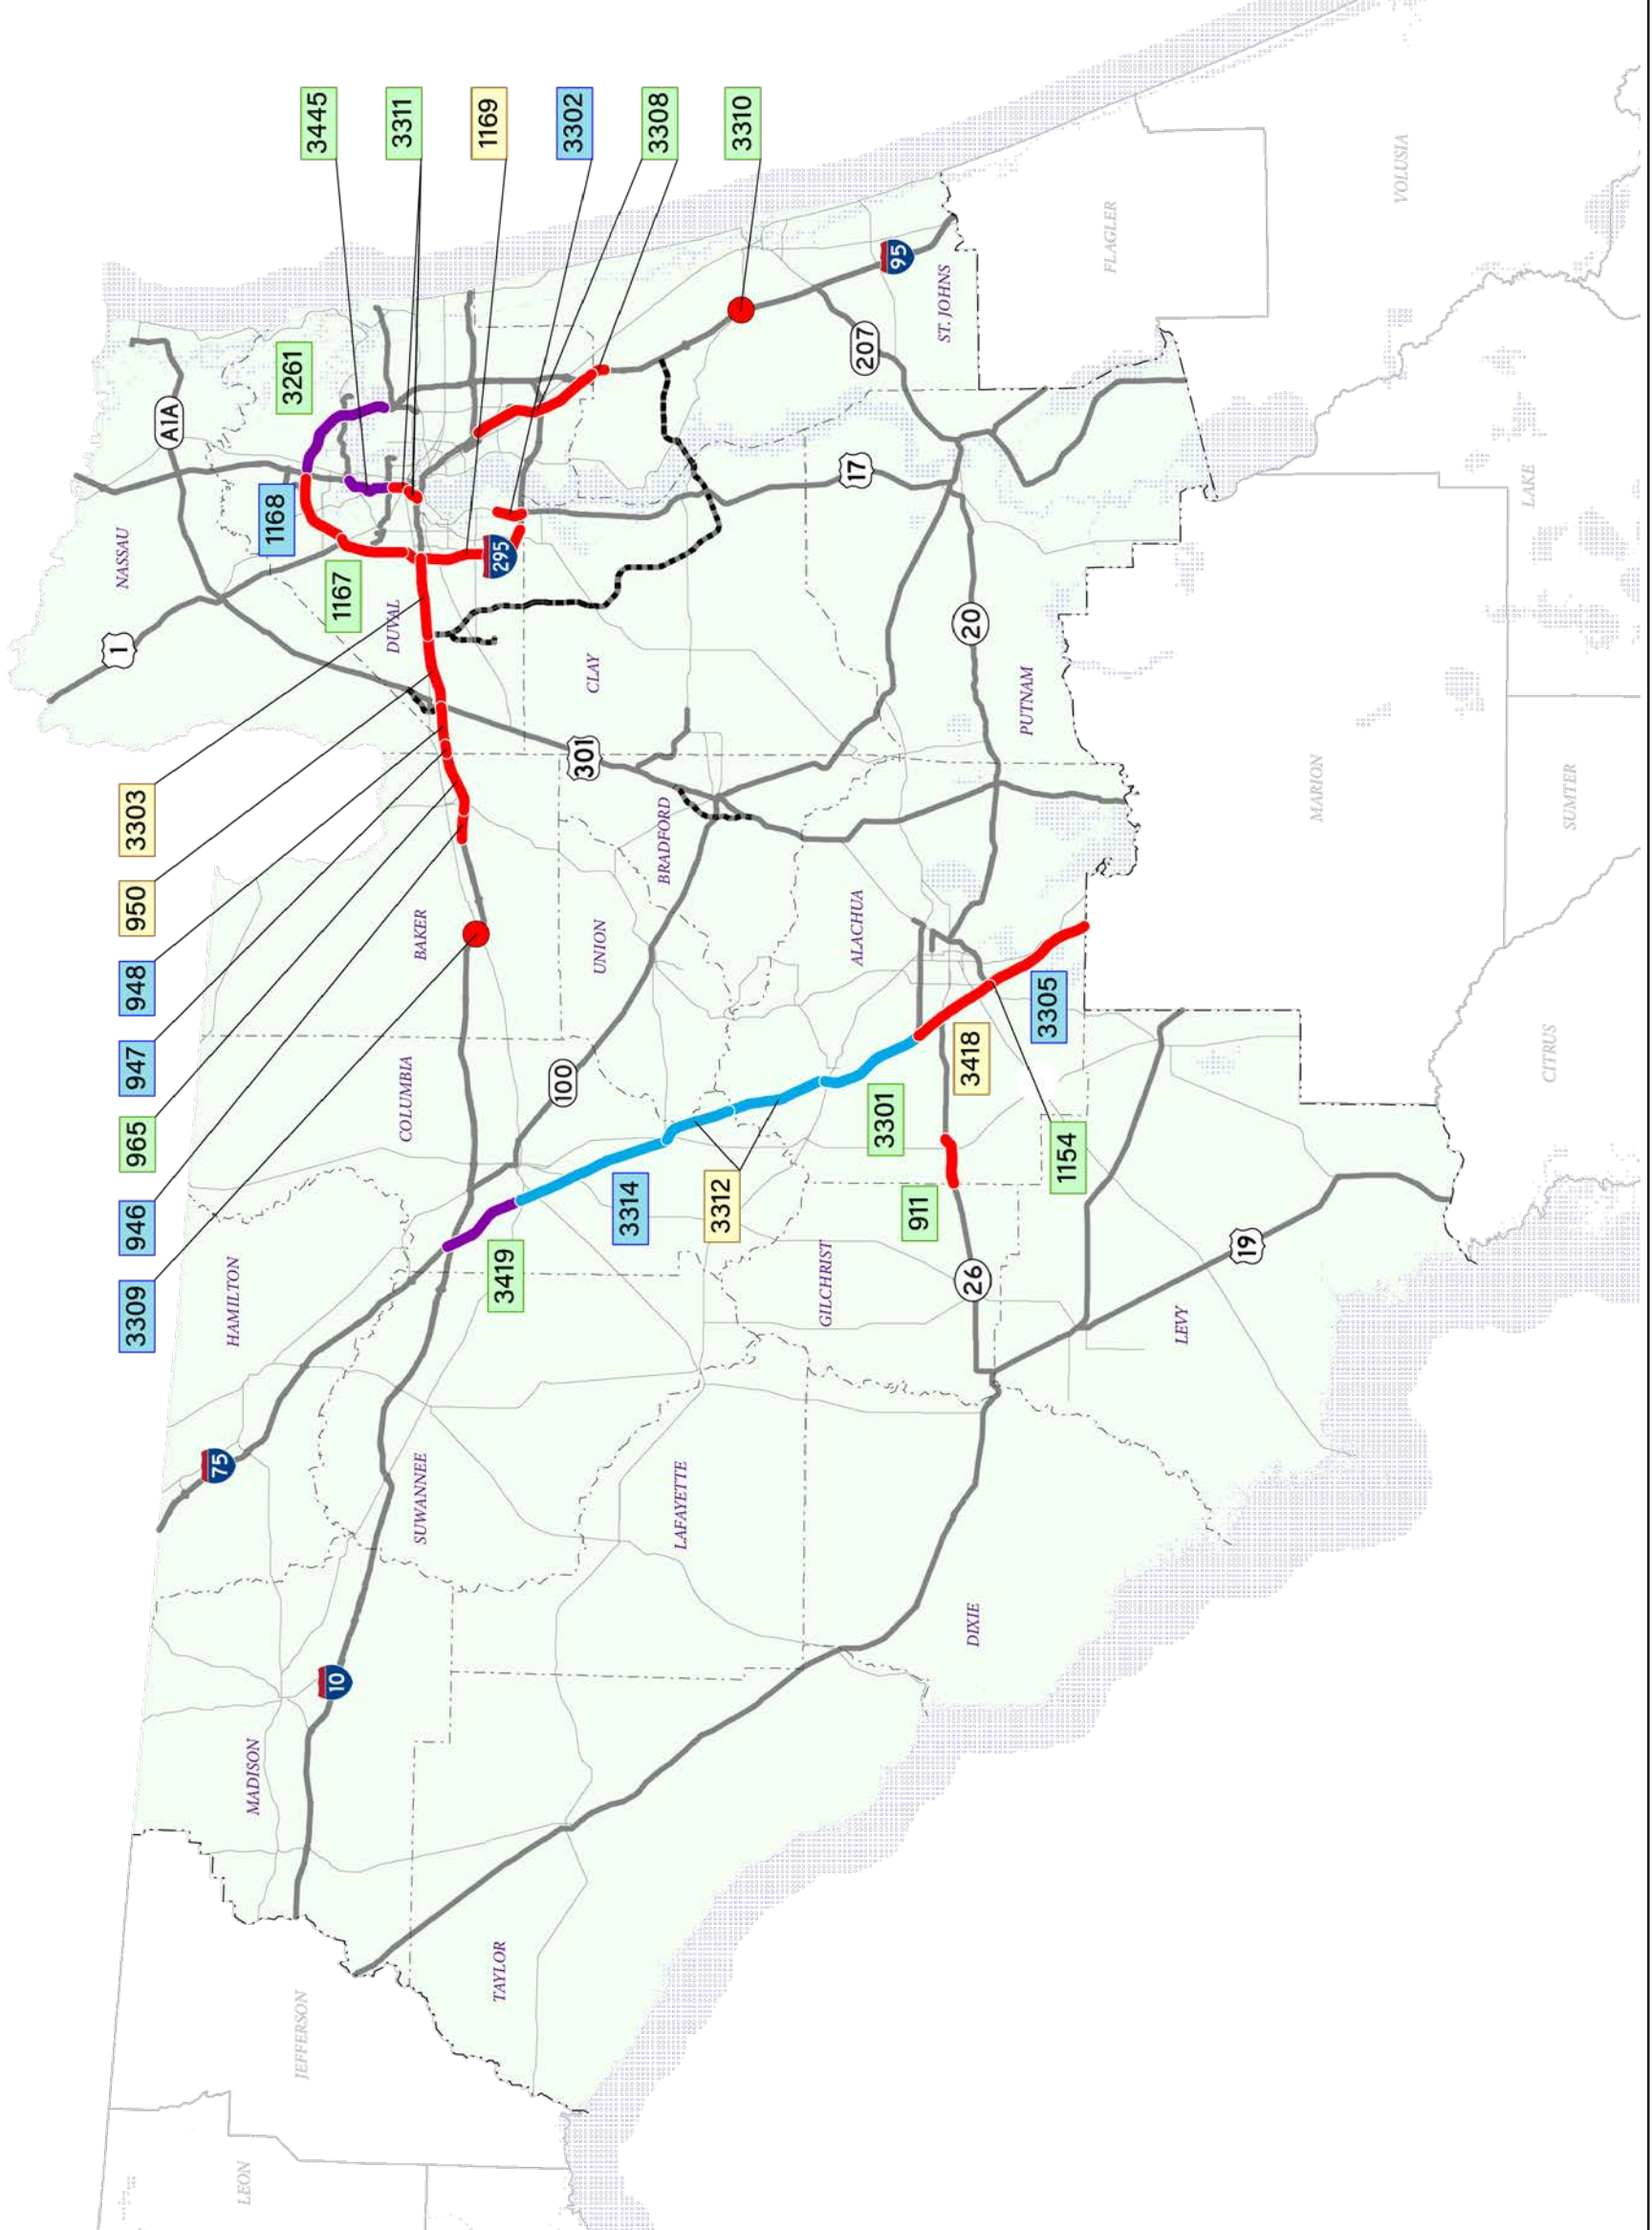 3309
946
965
947
948
950
3303
3445
3311
1169
3302
3308
3310
LEON
JEFFERSON
MADISON
HAMILTON
NASSAU
A1A
1
75
10
3261
1168
1167
TAYLOR
SUWANNEE
COLUMBIA
BAKER
DUVAL
295
3419
100
301
CLAY
UNION
LAFAYETTE
3314
3312
BRADFORD
GILCHRIST
ALACHUA
17
207
95
ST. JOHNS
3301
911
3418
26
20
DIXIE
3305
1154
PUTNAM
FLAGLER
LEVY
19
MARION
VOLUSIA
LAKE
CITRUS
SUMTER